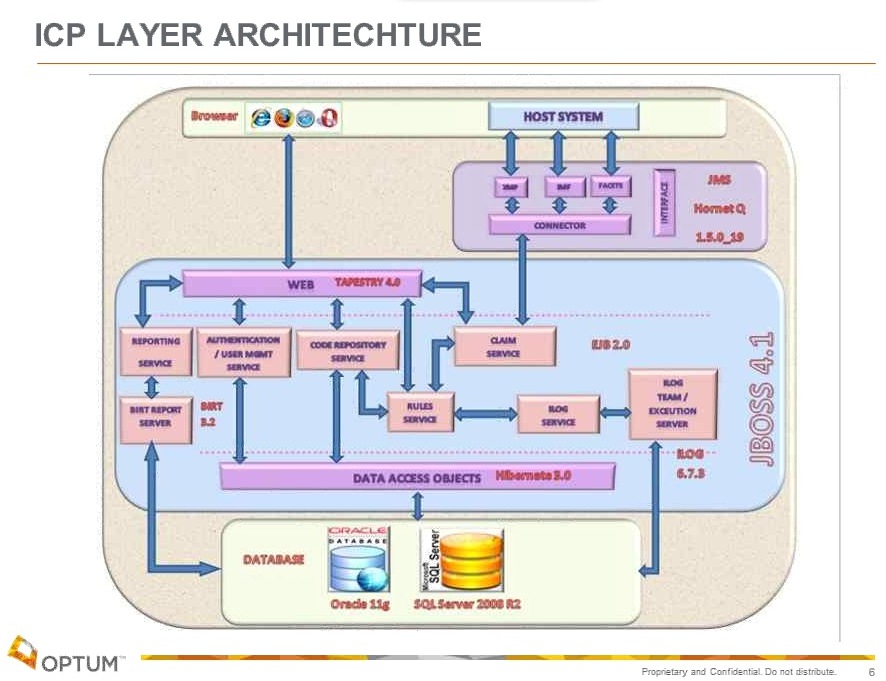 ICP LAYER ARCHITECHTURE
Browser
HOST SYSTEM
IMF
FACETS
INTERFACE
JMS
Hornet Q
1.5.0_19
CONNECTOR
WEB TAPESTRY 4.0
REPORTING
SERVICE
AUTHENTICATION
/ USER MGMT
SERVICE
CODE REPOSITORY
SERVICE
CLAIM
SERVICE
EJB 2.0
JBOSS 4.1
BIRT REPORT
SERVER
BIRT
3.2
RULES
SERVICE
ILOG
SERVICE
ILOG
TEAM /
EXCEUTION
SERVER
ILOG
6.7.3
DATA ACCESS OBJECTS Hibernate 3.0
DATABASE
ORACLE
DATABASE
Microsoft
SQL Server
Oracle 11g
SQL Server 2008 R2
OPTUM™
Proprietary and Confidential. Do not distribute.
6